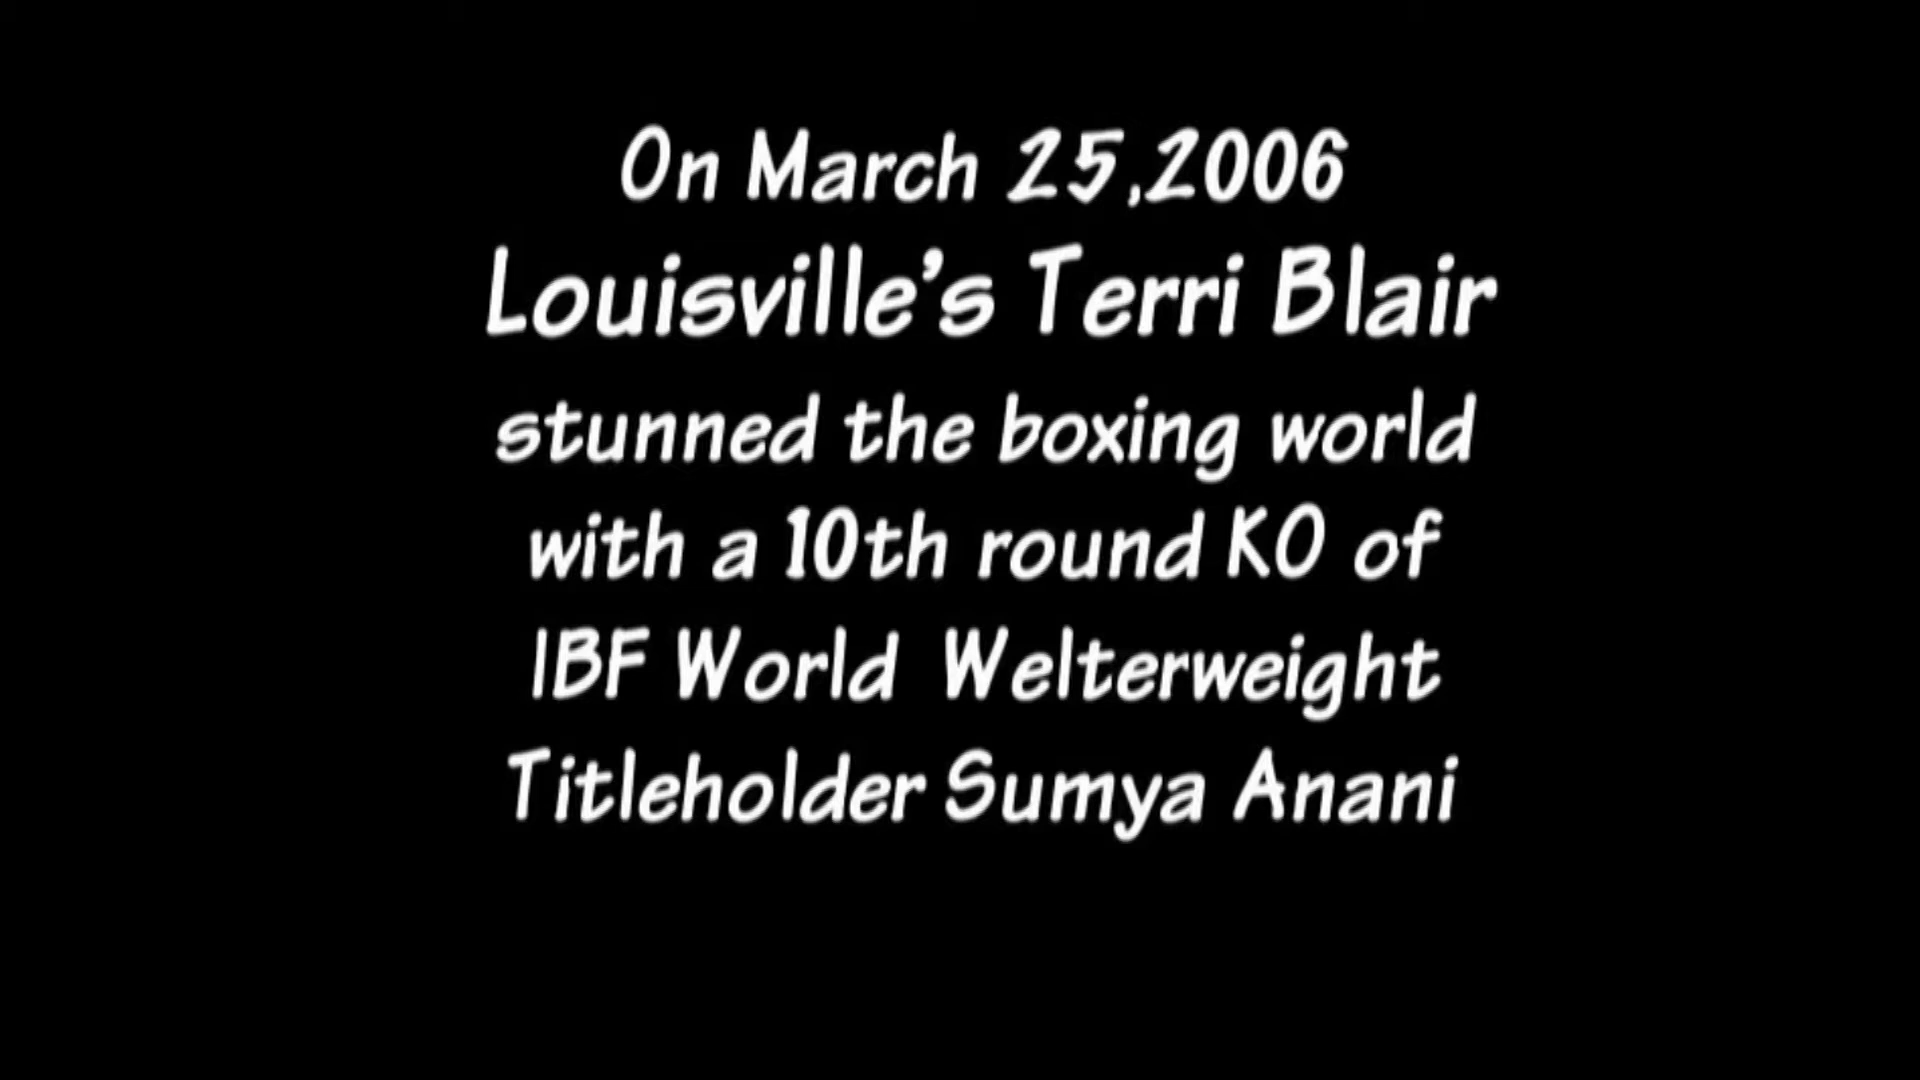 On March 25,2006
Louisville's Terri Blair
stunned the boxing world
with a 10th round KO of
IBF World Welterweight
Titleholder Sumya Anani